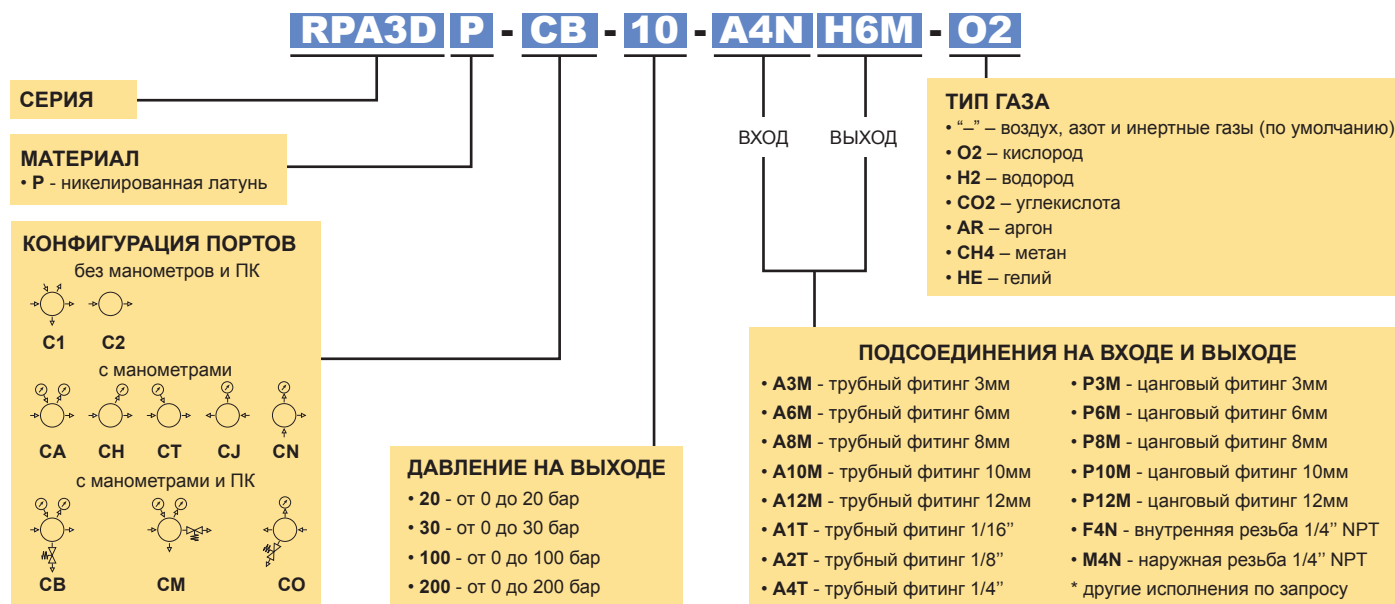 RPA3D P - CB - 10 - A4N H6M - O2
СЕРИЯ
МАТЕРИАЛ
• P - никелированная латунь
КОНФИГУРАЦИЯ ПОРТОВ
без манометров и ПК
C1 C2
с манометрами
CA CH CT CJ CN
с манометрами и ПК
CB CM CO
ДАВЛЕНИЕ НА ВЫХОДЕ
• 20 - от 0 до 20 бар
• 30 - от 0 до 30 бар
• 100 - от 0 до 100 бар
• 200 - от 0 до 200 бар
ВХОД ВЫХОД
ТИП ГАЗА
• “–” – воздух, азот и инертные газы (по умолчанию)
• O2 – кислород
• H2 – водород
• CO2 – углекислота
• AR – аргон
• CH4 – метан
• HE – гелий
ПОДСОЕДИНЕНИЯ НА ВХОДЕ И ВЫХОДЕ
• A3M - трубный фитинг 3мм
• A6M - трубный фитинг 6мм
• A8M - трубный фитинг 8мм
• A10M - трубный фитинг 10мм
• A12M - трубный фитинг 12мм
• A1T - трубный фитинг 1/16’’
• A2T - трубный фитинг 1/8’’
• A4T - трубный фитинг 1/4’’
• P3M - цанговый фитинг 3мм
• P6M - цанговый фитинг 6мм
• P8M - цанговый фитинг 8мм
• P10M - цанговый фитинг 10мм
• P12M - цанговый фитинг 12мм
• F4N - внутренняя резьба 1/4’’ NPT
• M4N - наружная резьба 1/4’’ NPT
* другие исполнения по запросу